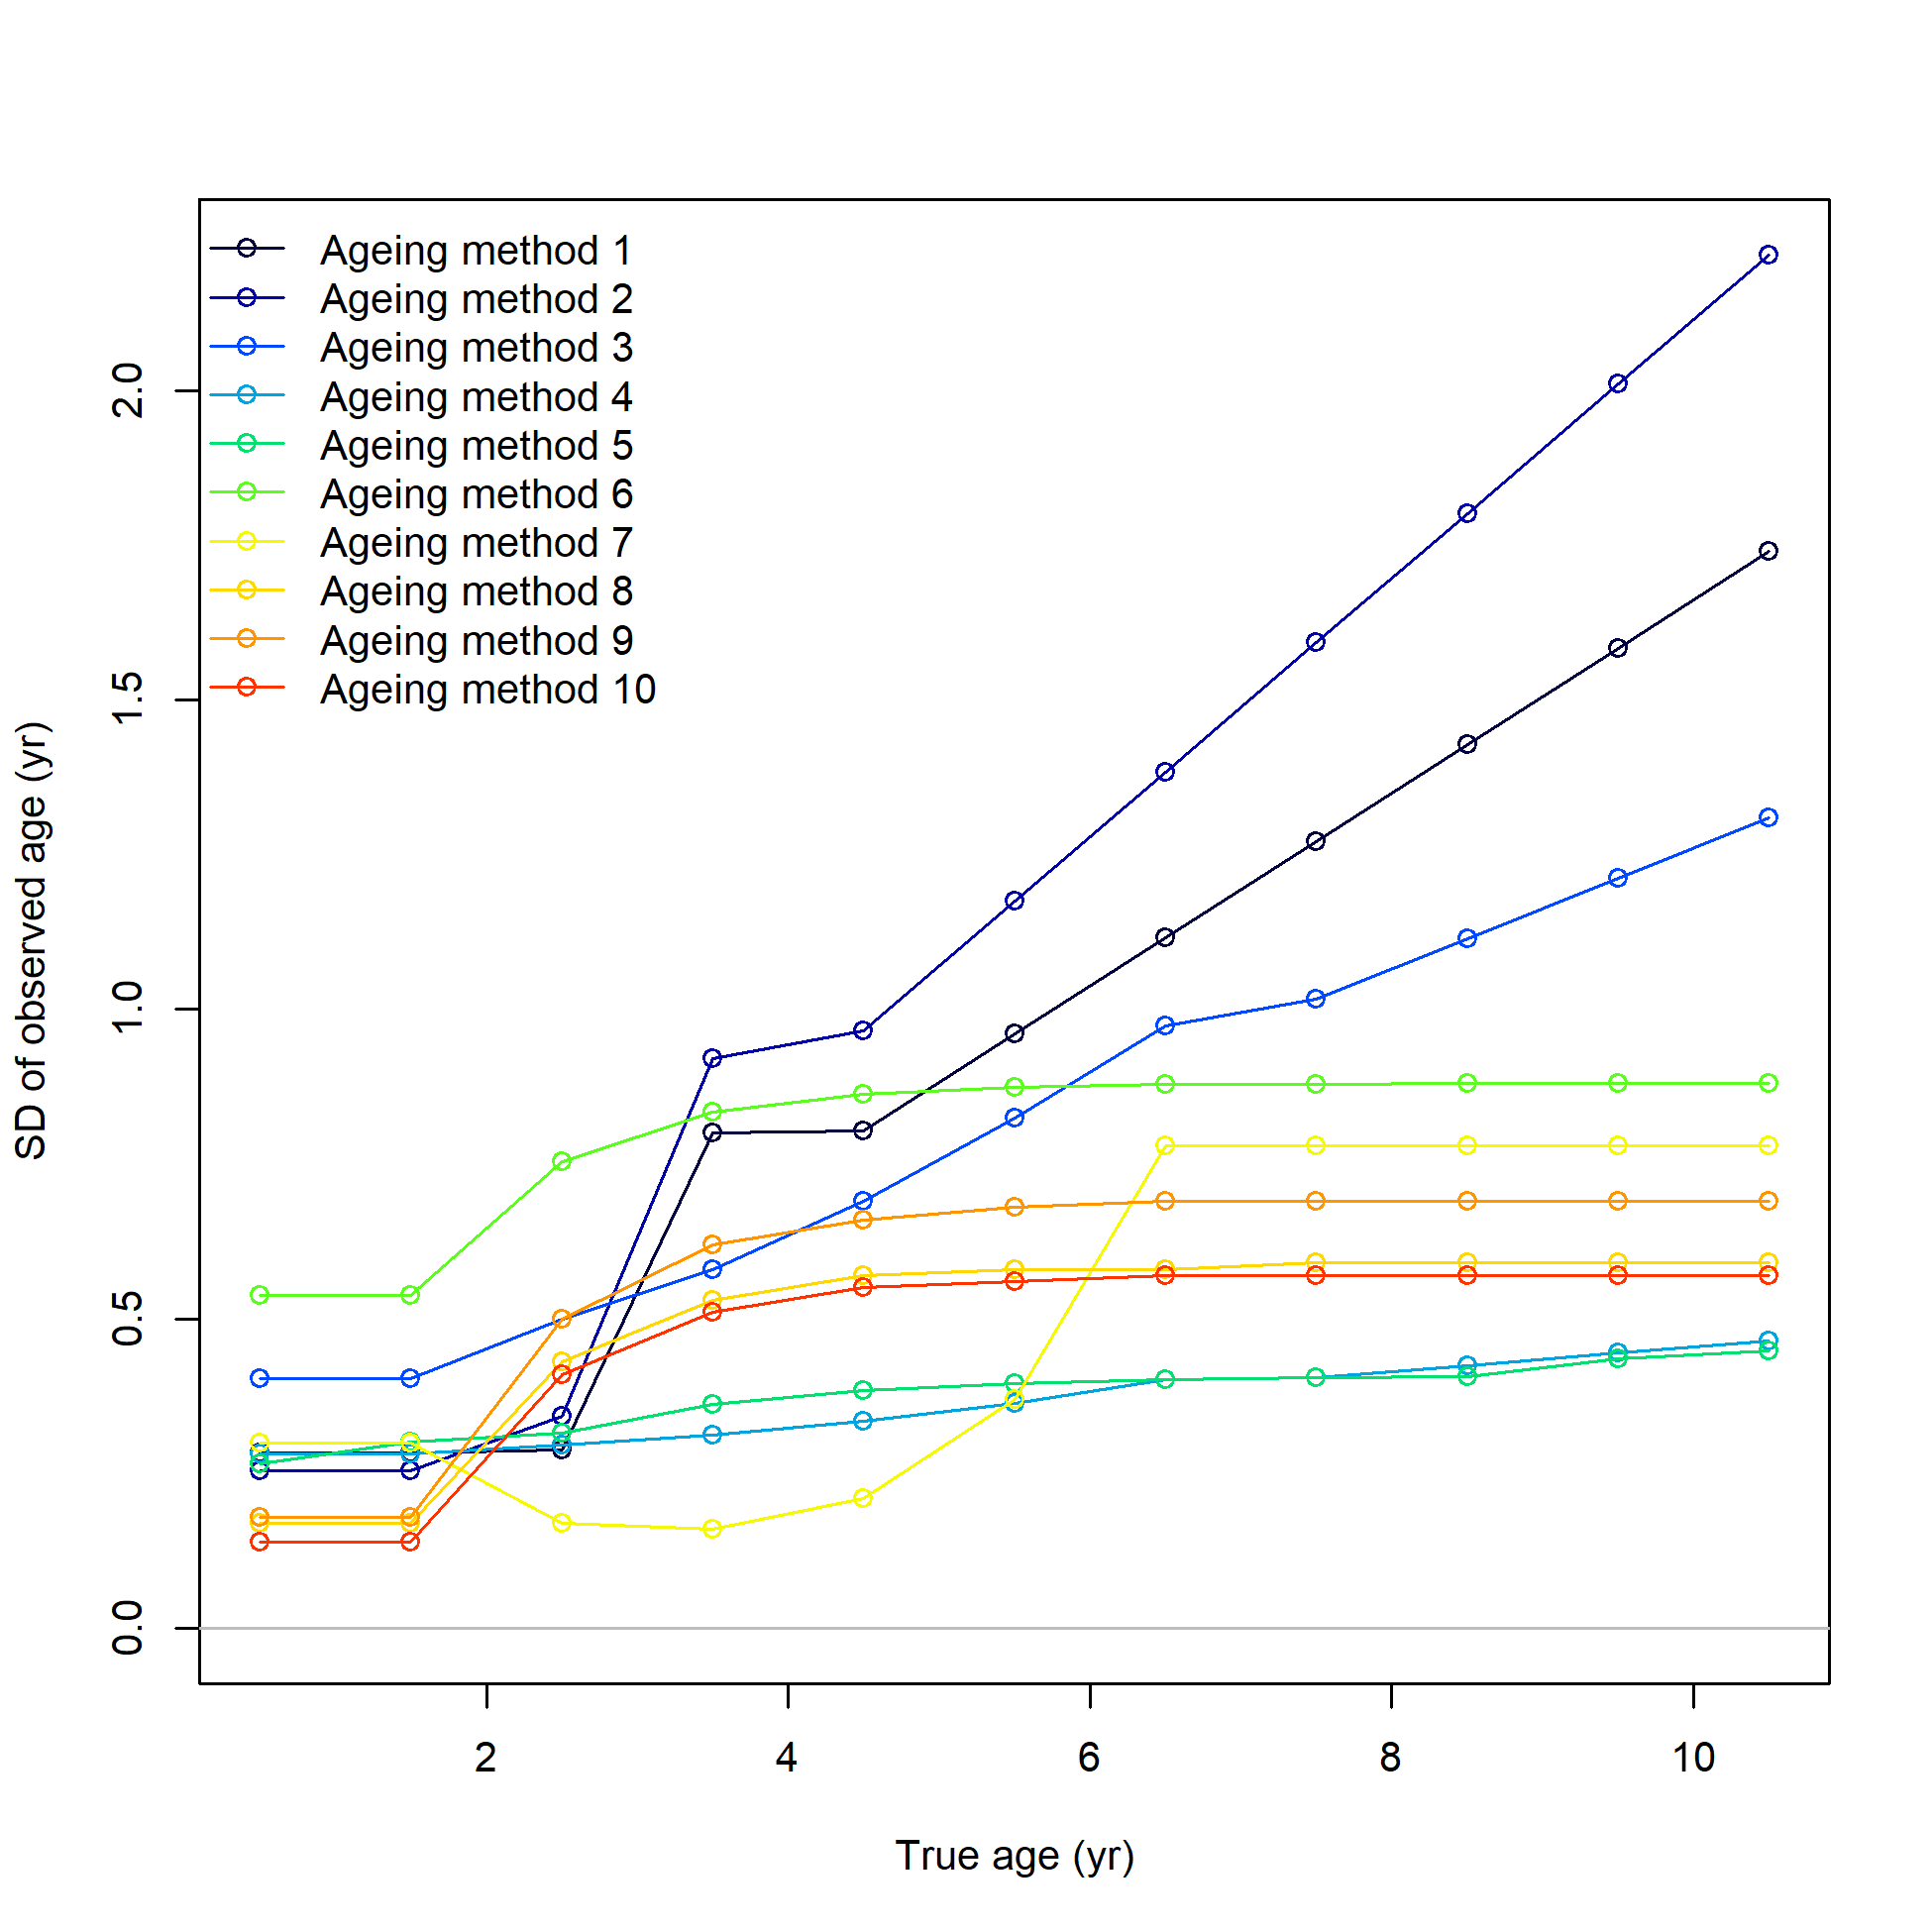 Ageing method 1
Ageing method 2
Ageing method 3
Ageing method 4
Ageing method 5
Ageing method 6
Ageing method 7
Ageing method 8
Ageing method 9
Ageing method 10
SD of observed age (yr)
2.0
1.5
1.0
0.5
0.0
2 4 6 8 10
True age (yr)